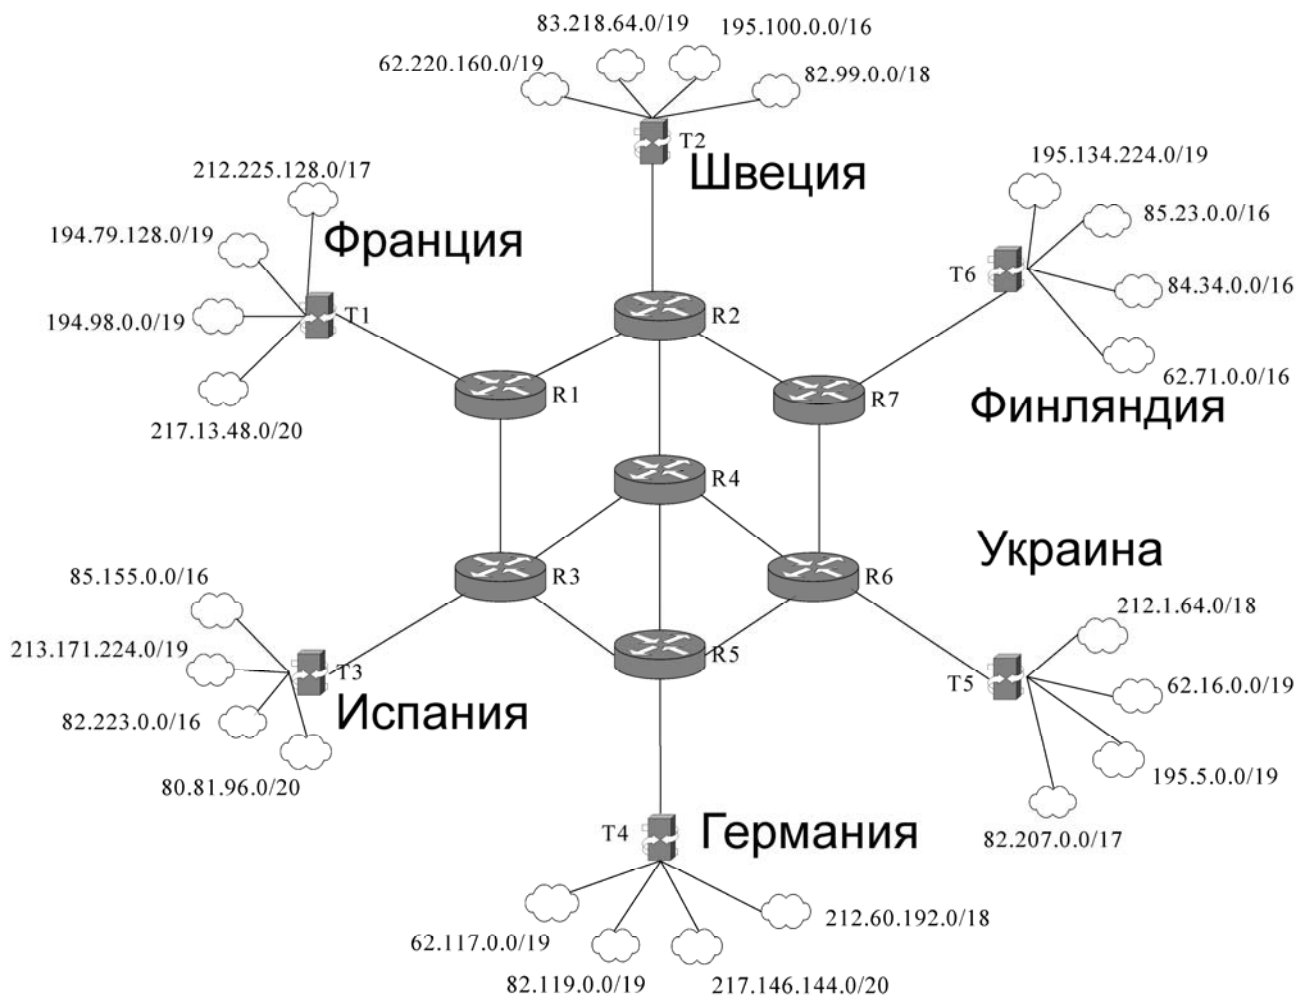 83.218.64.0/19
195.100.0.0/16
62.220.160.0/19
82.99.0.0/18
T2
Швеция
212.225.128.0/17
194.79.128.0/19
Франция
194.98.0.0/19
T1
217.13.48.0/20
195.134.224.0/19
85.23.0.0/16
T6
84.34.0.0/16
62.71.0.0/16
Финляндия
R2
R1
R7
R4
R3
R6
R5
Украина
212.1.64.0/18
T5
62.16.0.0/19
195.5.0.0/19
82.207.0.0/17
85.155.0.0/16
213.171.224.0/19
T3
82.223.0.0/16
Испания
80.81.96.0/20
T4
Германия
212.60.192.0/18
62.117.0.0/19
82.119.0.0/19
217.146.144.0/20